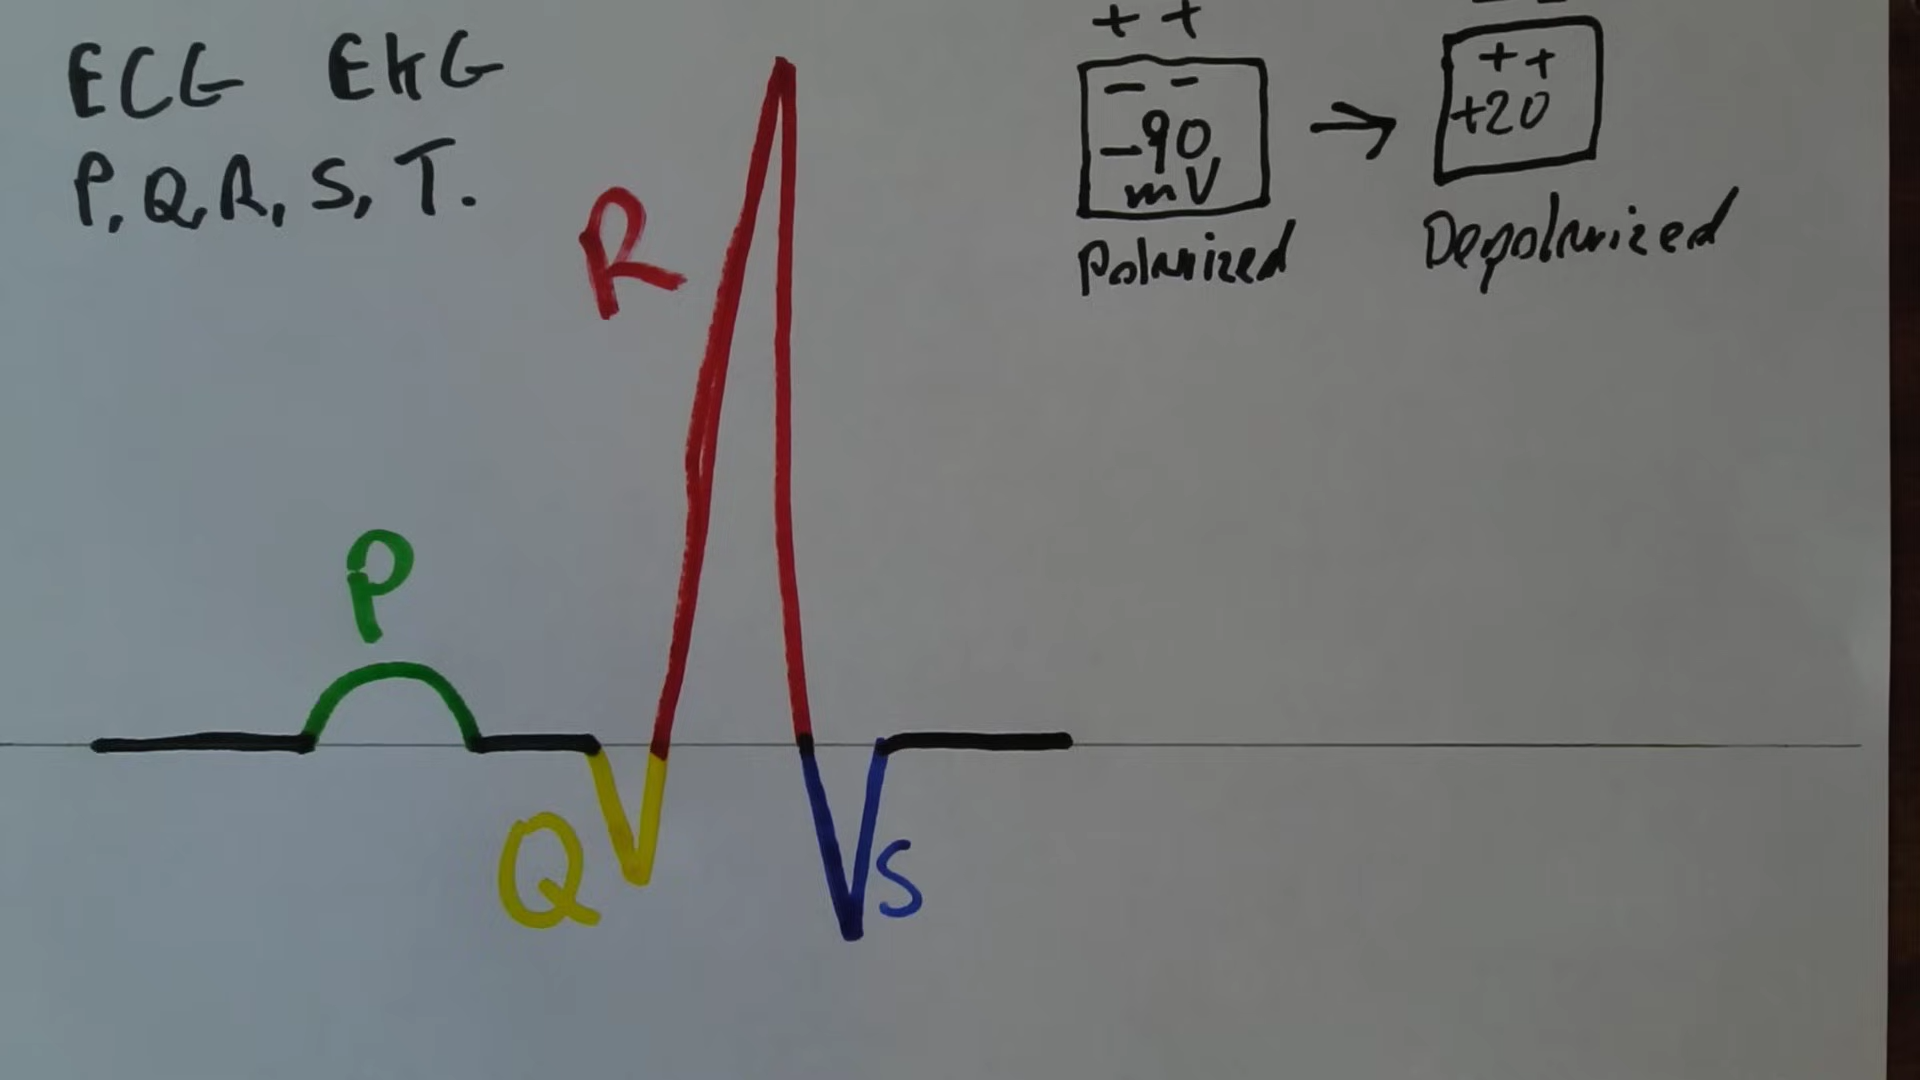 ECG EKG
P, Q, R, S, T.
+ +
- -
-90
mV
Polarized
+ +
+20
Depolarized
R
P
Q
S